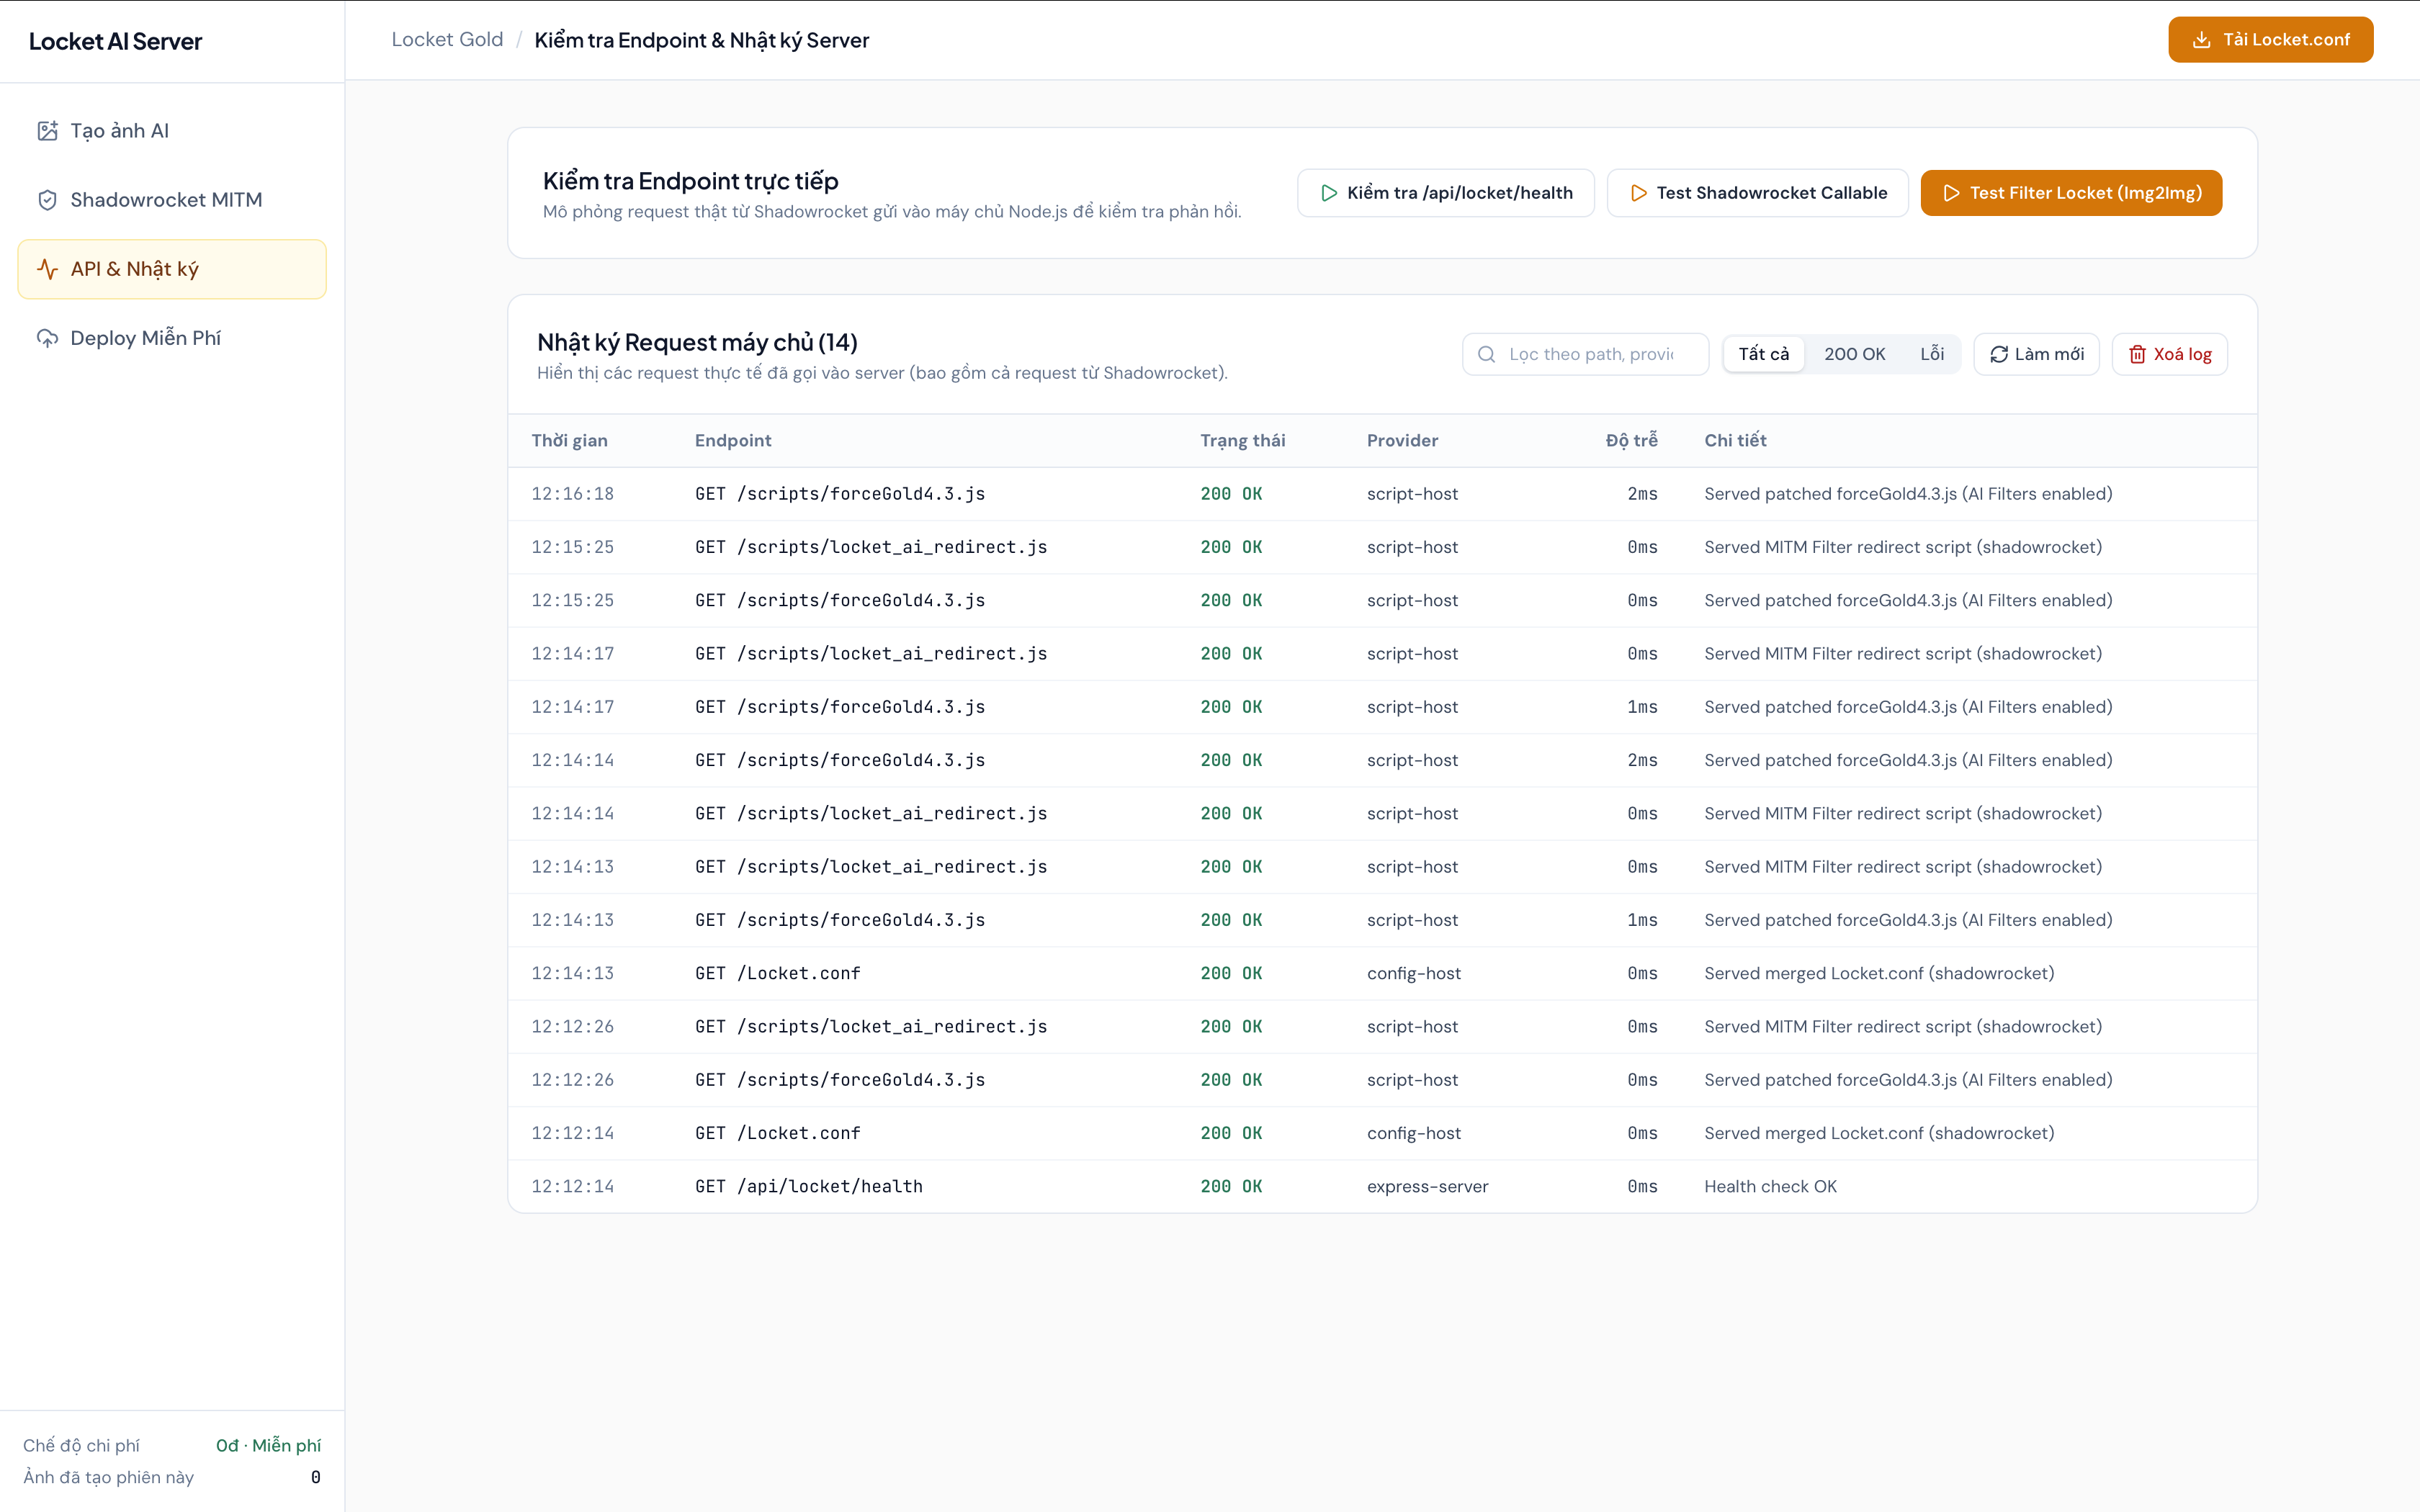 Locket AI Server
Locket Gold / Kiểm tra Endpoint & Nhật ký Server
Tải Locket.conf
Tạo ảnh AI
Shadowrocket MITM
API & Nhật ký
Deploy Miễn Phí
Kiểm tra Endpoint trực tiếp
Mô phỏng request thật từ Shadowrocket gửi vào máy chủ Node.js để kiểm tra phản hồi.
Kiểm tra /api/locket/health
Test Shadowrocket Callable
Test Filter Locket (Img2Img)
Nhật ký Request máy chủ (14)
Hiển thị các request thực tế đã gọi vào server (bao gồm cả request từ Shadowrocket).
Lọc theo path, provi
Tất cả 200 OK Lỗi
Làm mới
Xoá log
Thời gian Endpoint Trạng thái Provider Độ trễ Chi tiết
12:16:18 GET /scripts/forceGold4.3.js 200 OK script-host 2ms Served patched forceGold4.3.js (AI Filters enabled)
12:15:25 GET /scripts/locket_ai_redirect.js 200 OK script-host 0ms Served MITM Filter redirect script (shadowrocket)
12:15:25 GET /scripts/forceGold4.3.js 200 OK script-host 0ms Served patched forceGold4.3.js (AI Filters enabled)
12:14:17 GET /scripts/locket_ai_redirect.js 200 OK script-host 0ms Served MITM Filter redirect script (shadowrocket)
12:14:17 GET /scripts/forceGold4.3.js 200 OK script-host 1ms Served patched forceGold4.3.js (AI Filters enabled)
12:14:14 GET /scripts/forceGold4.3.js 200 OK script-host 2ms Served patched forceGold4.3.js (AI Filters enabled)
12:14:14 GET /scripts/locket_ai_redirect.js 200 OK script-host 0ms Served MITM Filter redirect script (shadowrocket)
12:14:13 GET /scripts/locket_ai_redirect.js 200 OK script-host 0ms Served MITM Filter redirect script (shadowrocket)
12:14:13 GET /scripts/forceGold4.3.js 200 OK script-host 1ms Served patched forceGold4.3.js (AI Filters enabled)
12:14:13 GET /Locket.conf 200 OK config-host 0ms Served merged Locket.conf (shadowrocket)
12:12:26 GET /scripts/locket_ai_redirect.js 200 OK script-host 0ms Served MITM Filter redirect script (shadowrocket)
12:12:26 GET /scripts/forceGold4.3.js 200 OK script-host 0ms Served patched forceGold4.3.js (AI Filters enabled)
12:12:14 GET /Locket.conf 200 OK config-host 0ms Served merged Locket.conf (shadowrocket)
12:12:14 GET /api/locket/health 200 OK express-server 0ms Health check OK
Chế độ chi phí 0đ · Miễn phí
Ảnh đã tạo phiên này 0